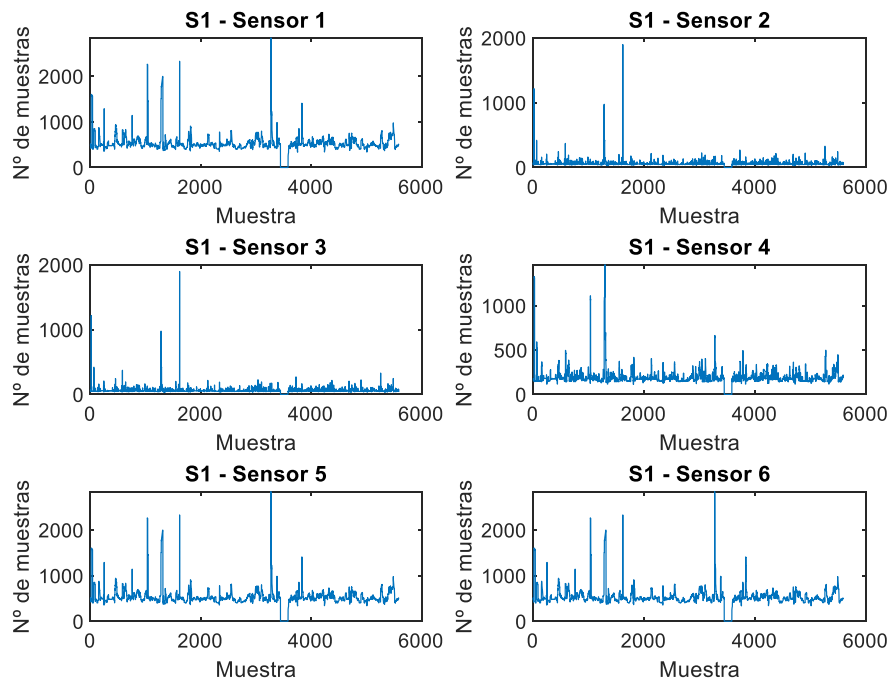 S1 - Sensor 1
Nº de muestras
2000
1000
0
0 2000 4000 6000
Muestra
S1 - Sensor 2
Nº de muestras
2000
1000
0
0 2000 4000 6000
Muestra
S1 - Sensor 3
Nº de muestras
2000
1000
0
0 2000 4000 6000
Muestra
S1 - Sensor 4
Nº de muestras
1000
500
0
0 2000 4000 6000
Muestra
S1 - Sensor 5
Nº de muestras
2000
1000
0
0 2000 4000 6000
Muestra
S1 - Sensor 6
Nº de muestras
2000
1000
0
0 2000 4000 6000
Muestra